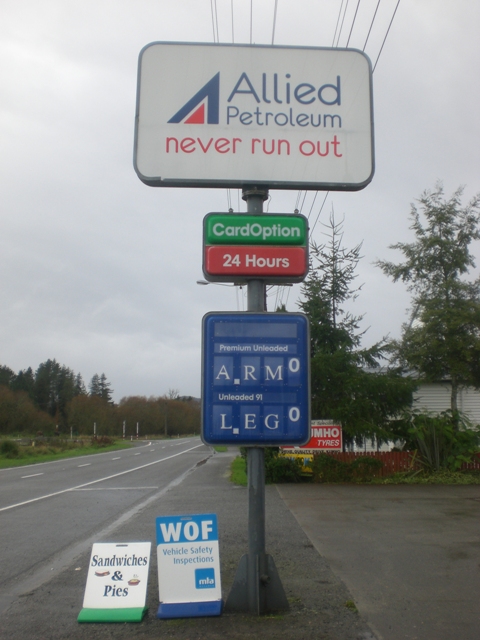 Allied
Petroleum
never run out
CardOption
24 Hours
Premium Unleaded
A.RM0
Unleaded 91
L.EG0
UMHO
TYRES
WOF
Vehicle Safety
Inspections
mta
Sandwiches
&
Pies